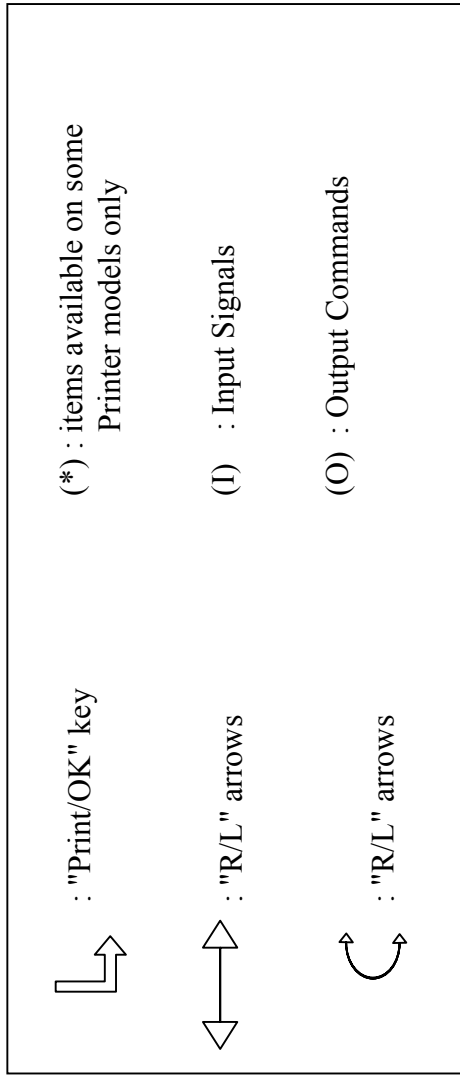 : "Print/OK" key
: "R/L" arrows
: "R/L" arrows
(*) : items available on some
Printer models only
(I) : Input Signals
(O) : Output Commands